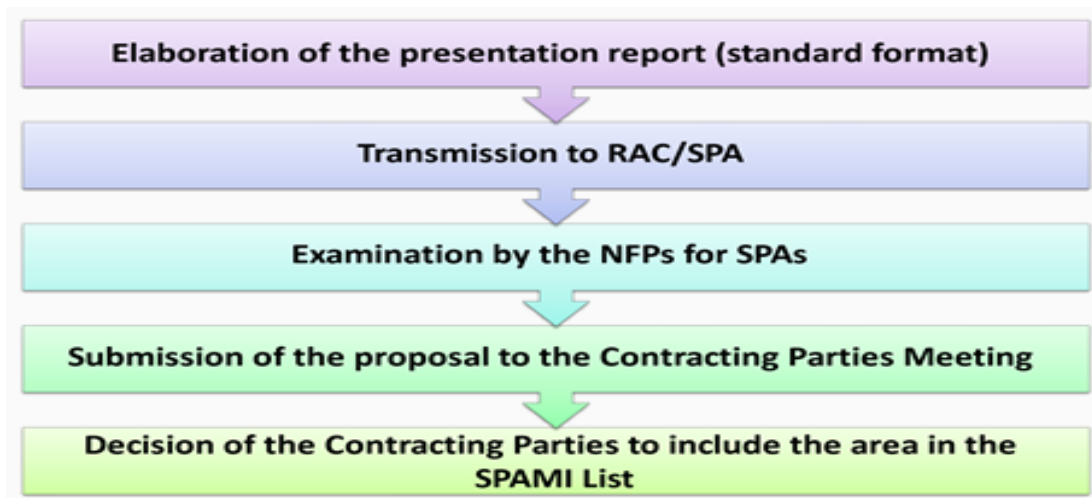 Elaboration of the presentation report (standard format)
Transmission to RAC/SPA
Examination by the NFPs for SPAs
Submission of the proposal to the Contracting Parties Meeting
Decision of the Contracting Parties to include the area in the
SPAMI List